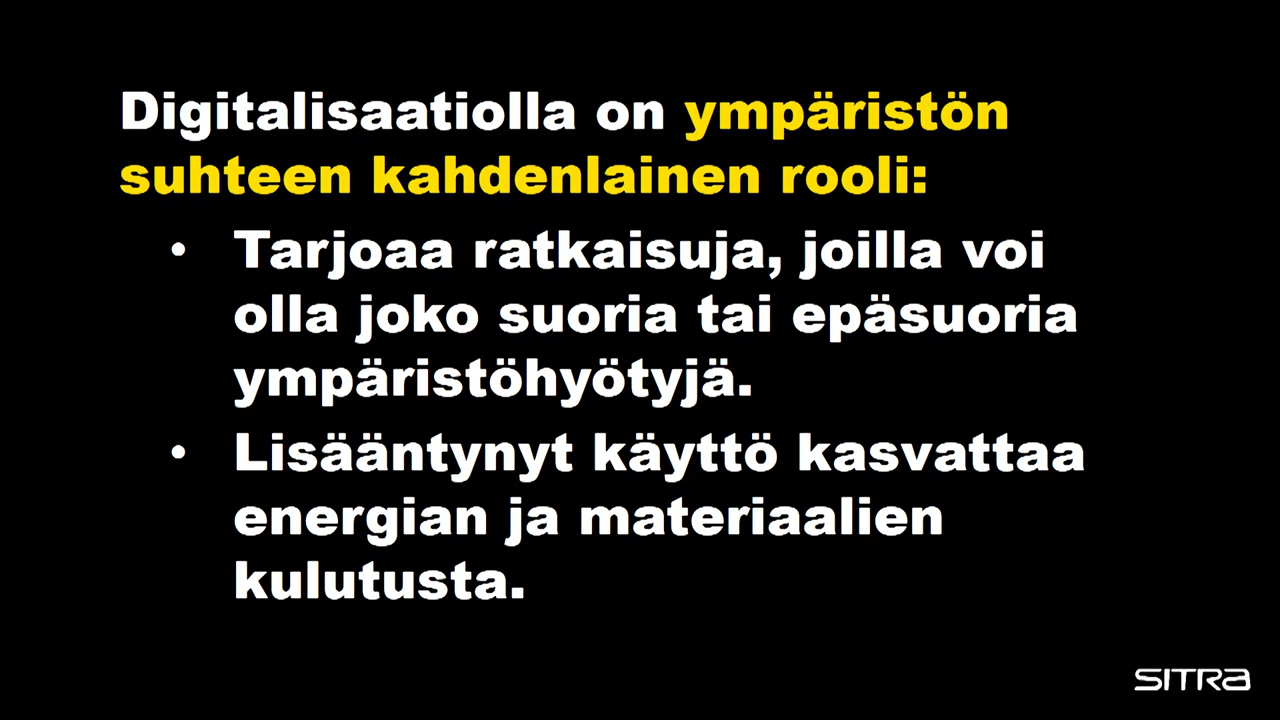 Digitalisaatiolla on ympäristön
suhteen kahdenlainen rooli:
• Tarjoaa ratkaisuja, joilla voi
olla joko suoria tai epäsuoria
ympäristöhyötyjä.
• Lisääntynyt käyttö kasvattaa
energian ja materiaalien
kulutusta.
SITRA